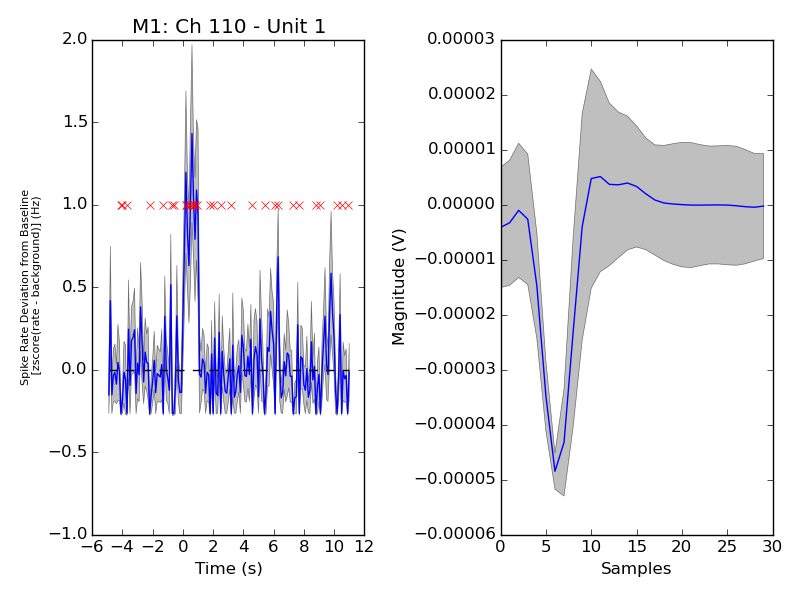 M1: Ch 110 - Unit 1
2.0
1.5
1.0
0.5
0.0
−0.5
−1.0
−6 −4 −2 0 2 4 6 8 10 12
Time (s)
Spike Rate Deviation from Baseline
[zscore(rate - background)] (Hz)
0.00003
0.00002
0.00001
0.00000
−0.00001
−0.00002
−0.00003
−0.00004
−0.00005
−0.00006
0 5 10 15 20 25 30
Samples
Magnitude (V)